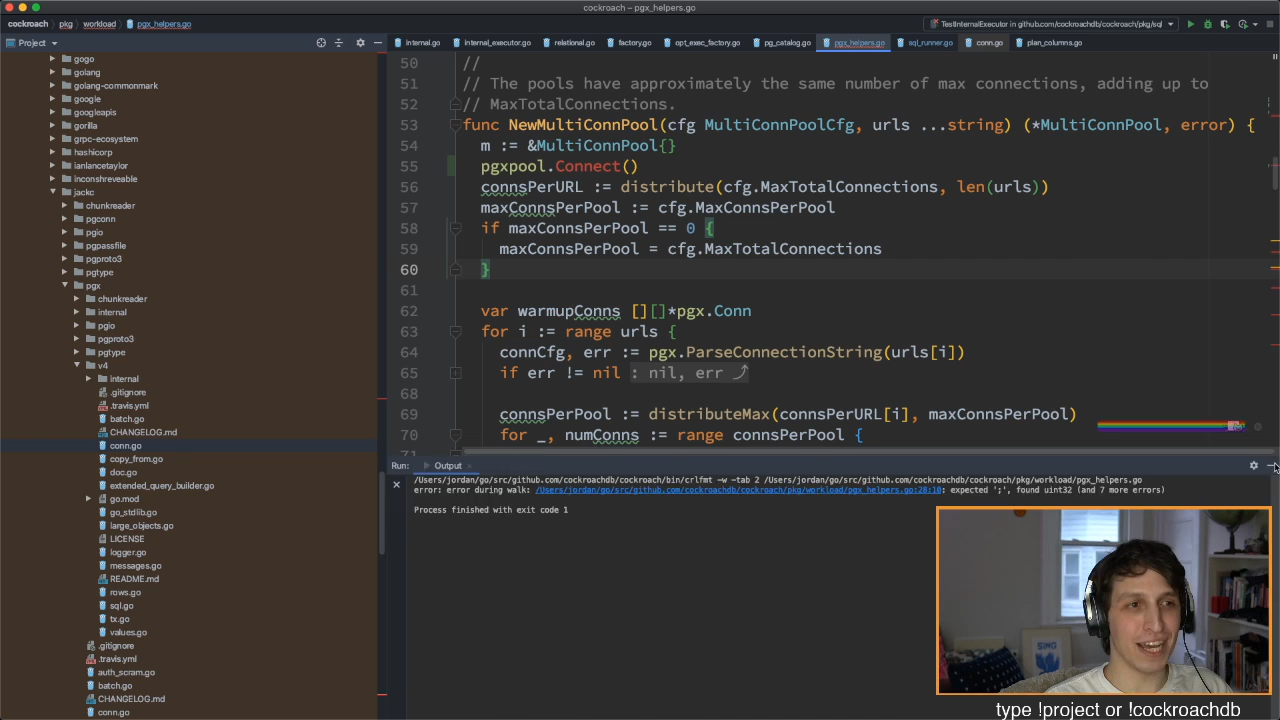 cockroach – pgx_helpers.go
cockroach
pkg
workload
pgx_helpers.go
TestInternalExecutor in github.com/cockroachdb/cockroach/pkg/sql
Project
internal.go
internal_executor.go
relational.go
factory.go
opt_exec_factory.go
pg_catalog.go
pgx_helpers.go
sql_runner.go
conn.go
plan_columns.go
gogo
golang
golang-commonmark
google
googleapis
gorilla
grpc-ecosystem
hashicorp
ianlancetaylor
inconshreveable
jackc
chunkreader
pgconn
pgio
pgpassfile
pgproto3
pgtype
pgx
chunkreader
internal
pgio
pgproto3
pgtype
v4
internal
.gitignore
.travis.yml
batch.go
CHANGELOG.md
conn.go
copy_from.go
doc.go
extended_query_builder.go
go.mod
go_stdlib.go
large_objects.go
LICENSE
logger.go
messages.go
README.md
rows.go
sql.go
tx.go
values.go
.gitignore
.travis.yml
auth_scram.go
batch.go
CHANGELOG.md
conn.go
50 //
51 // The pools have approximately the same number of max connections, adding up to
52 // MaxTotalConnections.
53 func NewMultiConnPool(cfg MultiConnPoolCfg, urls ...string) (*MultiConnPool, error) {
54 m := &MultiConnPool{}
55 pgxpool.Connect()
56 connsPerURL := distribute(cfg.MaxTotalConnections, len(urls))
57 maxConnsPerPool := cfg.MaxConnsPerPool
58 if maxConnsPerPool == 0 {
59 maxConnsPerPool = cfg.MaxTotalConnections
60 }
61
62 var warmupConns [][]*pgx.Conn
63 for i := range urls {
64 connCfg, err := pgx.ParseConnectionString(urls[i])
65 if err != nil : nil, err
68
69 connsPerPool := distributeMax(connsPerURL[i], maxConnsPerPool)
70 for _, numConns := range connsPerPool {
71
Run: Output
/Users/jordan/go/src/github.com/cockroachdb/cockroach/bin/crlfmt -w -tab 2 /Users/jordan/go/src/github.com/cockroachdb/cockroach/pkg/workload/pgx_helpers.go
error: error during walk: /Users/jordan/go/src/github.com/cockroachdb/cockroach/pkg/workload/pgx_helpers.go:28:10: expected ';', found uint32 (and 7 more errors)
Process finished with exit code 1
SING
type !project or !cockroachdb